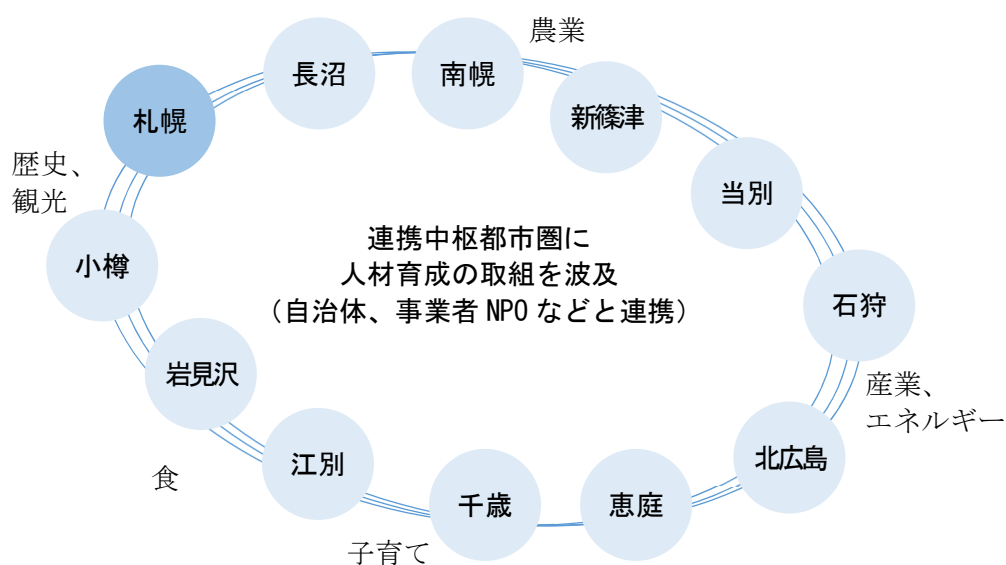 農業
長沼
南幌
札幌
新篠津
歴史、
観光
当別
小樽
連携中枢都市圏に
人材育成の取組を波及
(自治体、事業者 NPO などと連携)
石狩
岩見沢
産業、
エネルギー
江別
北広島
食
千歳
恵庭
子育て